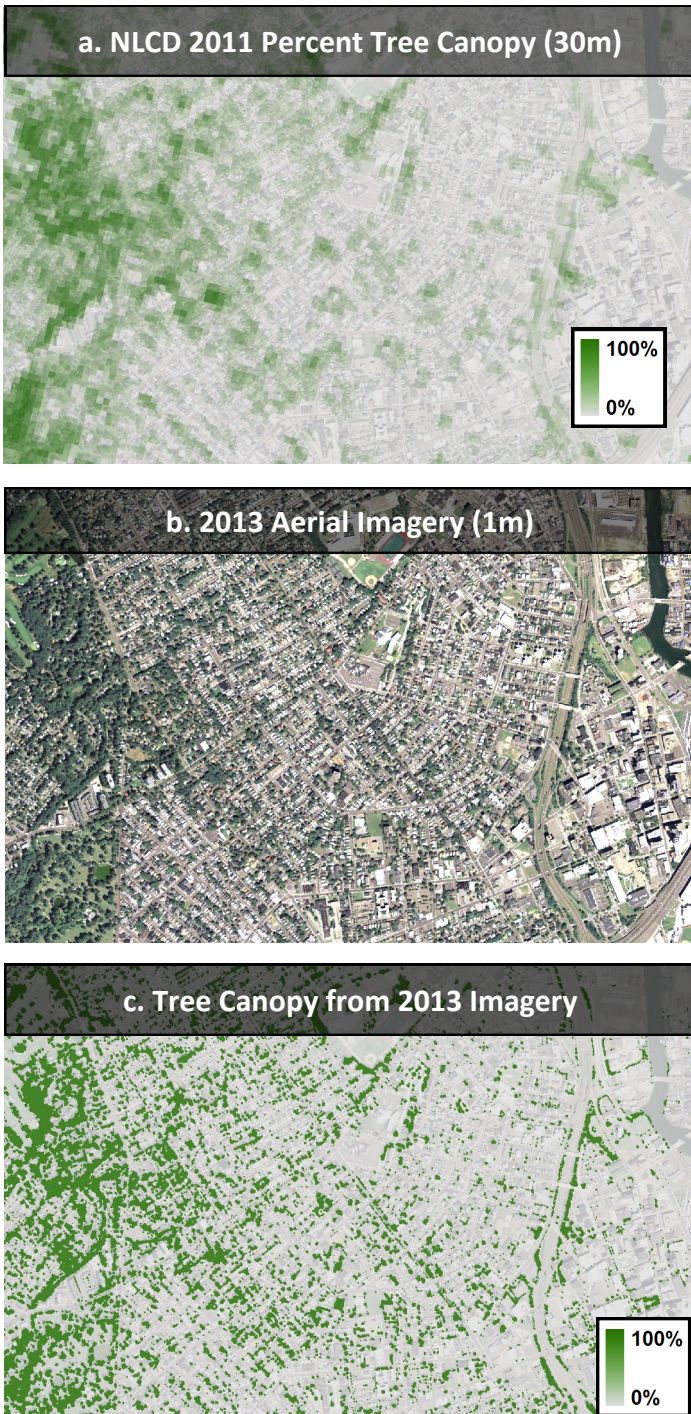 a. NLCD 2011 Percent Tree Canopy (30m)
100%
0%
b. 2013 Aerial Imagery (1m)
c. Tree Canopy from 2013 Imagery
100%
0%